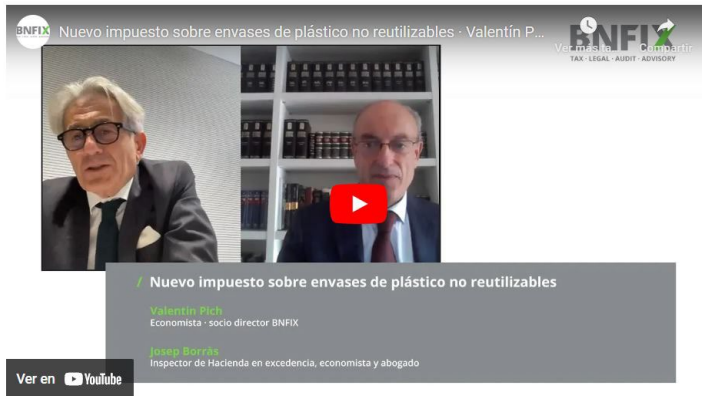 BNFIX
Nuevo impuesto sobre envases de plástico no reutilizables · Valentín P...
BNFIX
Ver más ta...
Compartir
TAX · LEGAL · AUDIT · ADVISORY
/ Nuevo impuesto sobre envases de plástico no reutilizables
Valentín Pich
Economista · socio director BNFIX
Josep Borràs
Inspector de Hacienda en excedencia, economista y abogado
Ver en YouTube